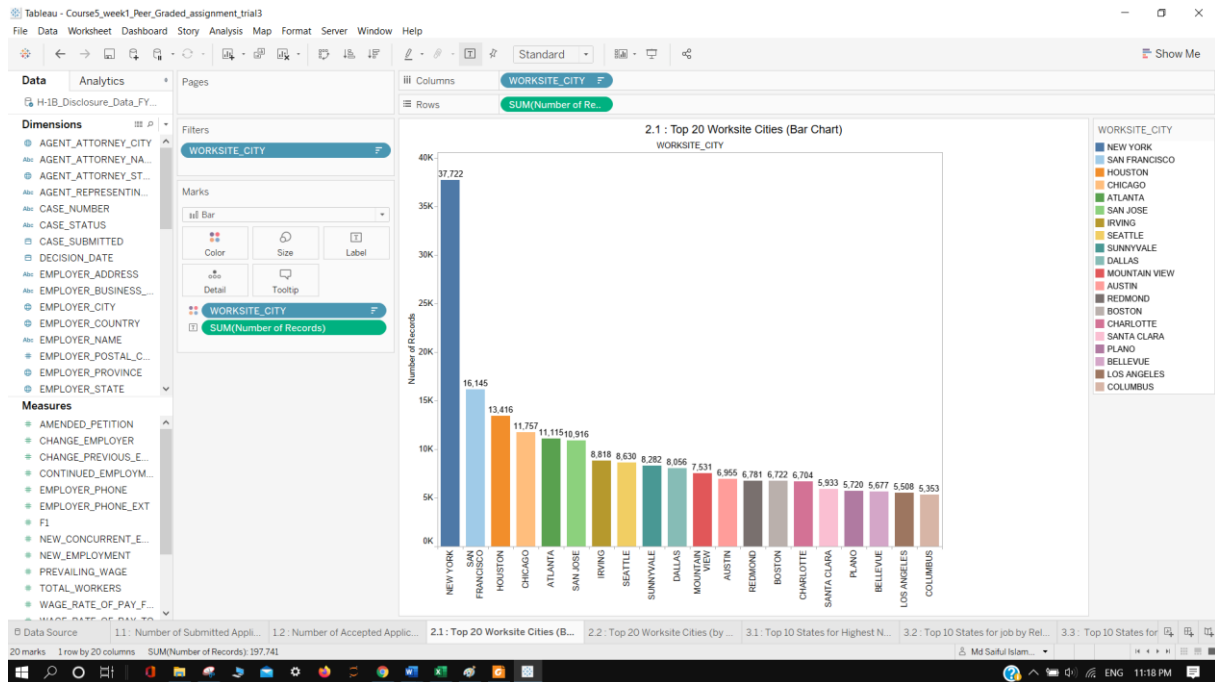 Tableau - Course5_week1_Peer_Graded_assignment_trial3
File Data Worksheet Dashboard Story Analysis Map Format Server Window Help
Standard
Show Me
Data Analytics
H-1B_Disclosure_Data_FY...
Dimensions
AGENT_ATTORNEY_CITY
Abc AGENT_ATTORNEY_NA...
AGENT_ATTORNEY_ST...
Abc AGENT_REPRESENTIN...
Abc CASE_NUMBER
Abc CASE_STATUS
CASE_SUBMITTED
DECISION_DATE
Abc EMPLOYER_ADDRESS
Abc EMPLOYER_BUSINESS_...
EMPLOYER_CITY
EMPLOYER_COUNTRY
Abc EMPLOYER_NAME
# EMPLOYER_POSTAL_C...
EMPLOYER_PROVINCE
EMPLOYER_STATE
Measures
# AMENDED_PETITION
# CHANGE_EMPLOYER
# CHANGE_PREVIOUS_E...
# CONTINUED_EMPLOYM...
# EMPLOYER_PHONE
# EMPLOYER_PHONE_EXT
# F1
# NEW_CONCURRENT_E...
# NEW_EMPLOYMENT
# PREVAILING_WAGE
# TOTAL_WORKERS
# WAGE_RATE_OF_PAY_F...
Pages
Filters
WORKSITE_CITY
Marks
Bar
Color Size Label
Detail Tooltip
WORKSITE_CITY
SUM(Number of Records)
Columns WORKSITE_CITY
Rows SUM(Number of Re..
2.1 : Top 20 Worksite Cities (Bar Chart)
WORKSITE_CITY
40K
35K
30K
25K
20K
15K
10K
5K
0K
Number of Records
37,722
16,145
13,416
11,757
11,115
10,916
8,818
8,630
8,282
8,056
7,531
6,955
6,781
6,722
6,704
5,933
5,720
5,677
5,508
5,353
NEW YORK
SAN
FRANCISCO
HOUSTON
CHICAGO
ATLANTA
SAN JOSE
IRVING
SEATTLE
SUNNYVALE
DALLAS
MOUNTAIN
VIEW
AUSTIN
REDMOND
BOSTON
CHARLOTTE
SANTA CLARA
PLANO
BELLEVUE
LOS ANGELES
COLUMBUS
WORKSITE_CITY
NEW YORK
SAN FRANCISCO
HOUSTON
CHICAGO
ATLANTA
SAN JOSE
IRVING
SEATTLE
SUNNYVALE
DALLAS
MOUNTAIN VIEW
AUSTIN
REDMOND
BOSTON
CHARLOTTE
SANTA CLARA
PLANO
BELLEVUE
LOS ANGELES
COLUMBUS
Data Source 1.1 : Number of Submitted Appli... 1.2 : Number of Accepted Applic... 2.1 : Top 20 Worksite Cities (B... 2.2 : Top 20 Worksite Cities (by ... 3.1 : Top 10 States for Highest N... 3.2 : Top 10 States for job by Rel... 3.3 : Top 10 States for
20 marks 1 row by 20 columns SUM(Number of Records): 197,741 Md Saiful Islam...
ENG 11:18 PM